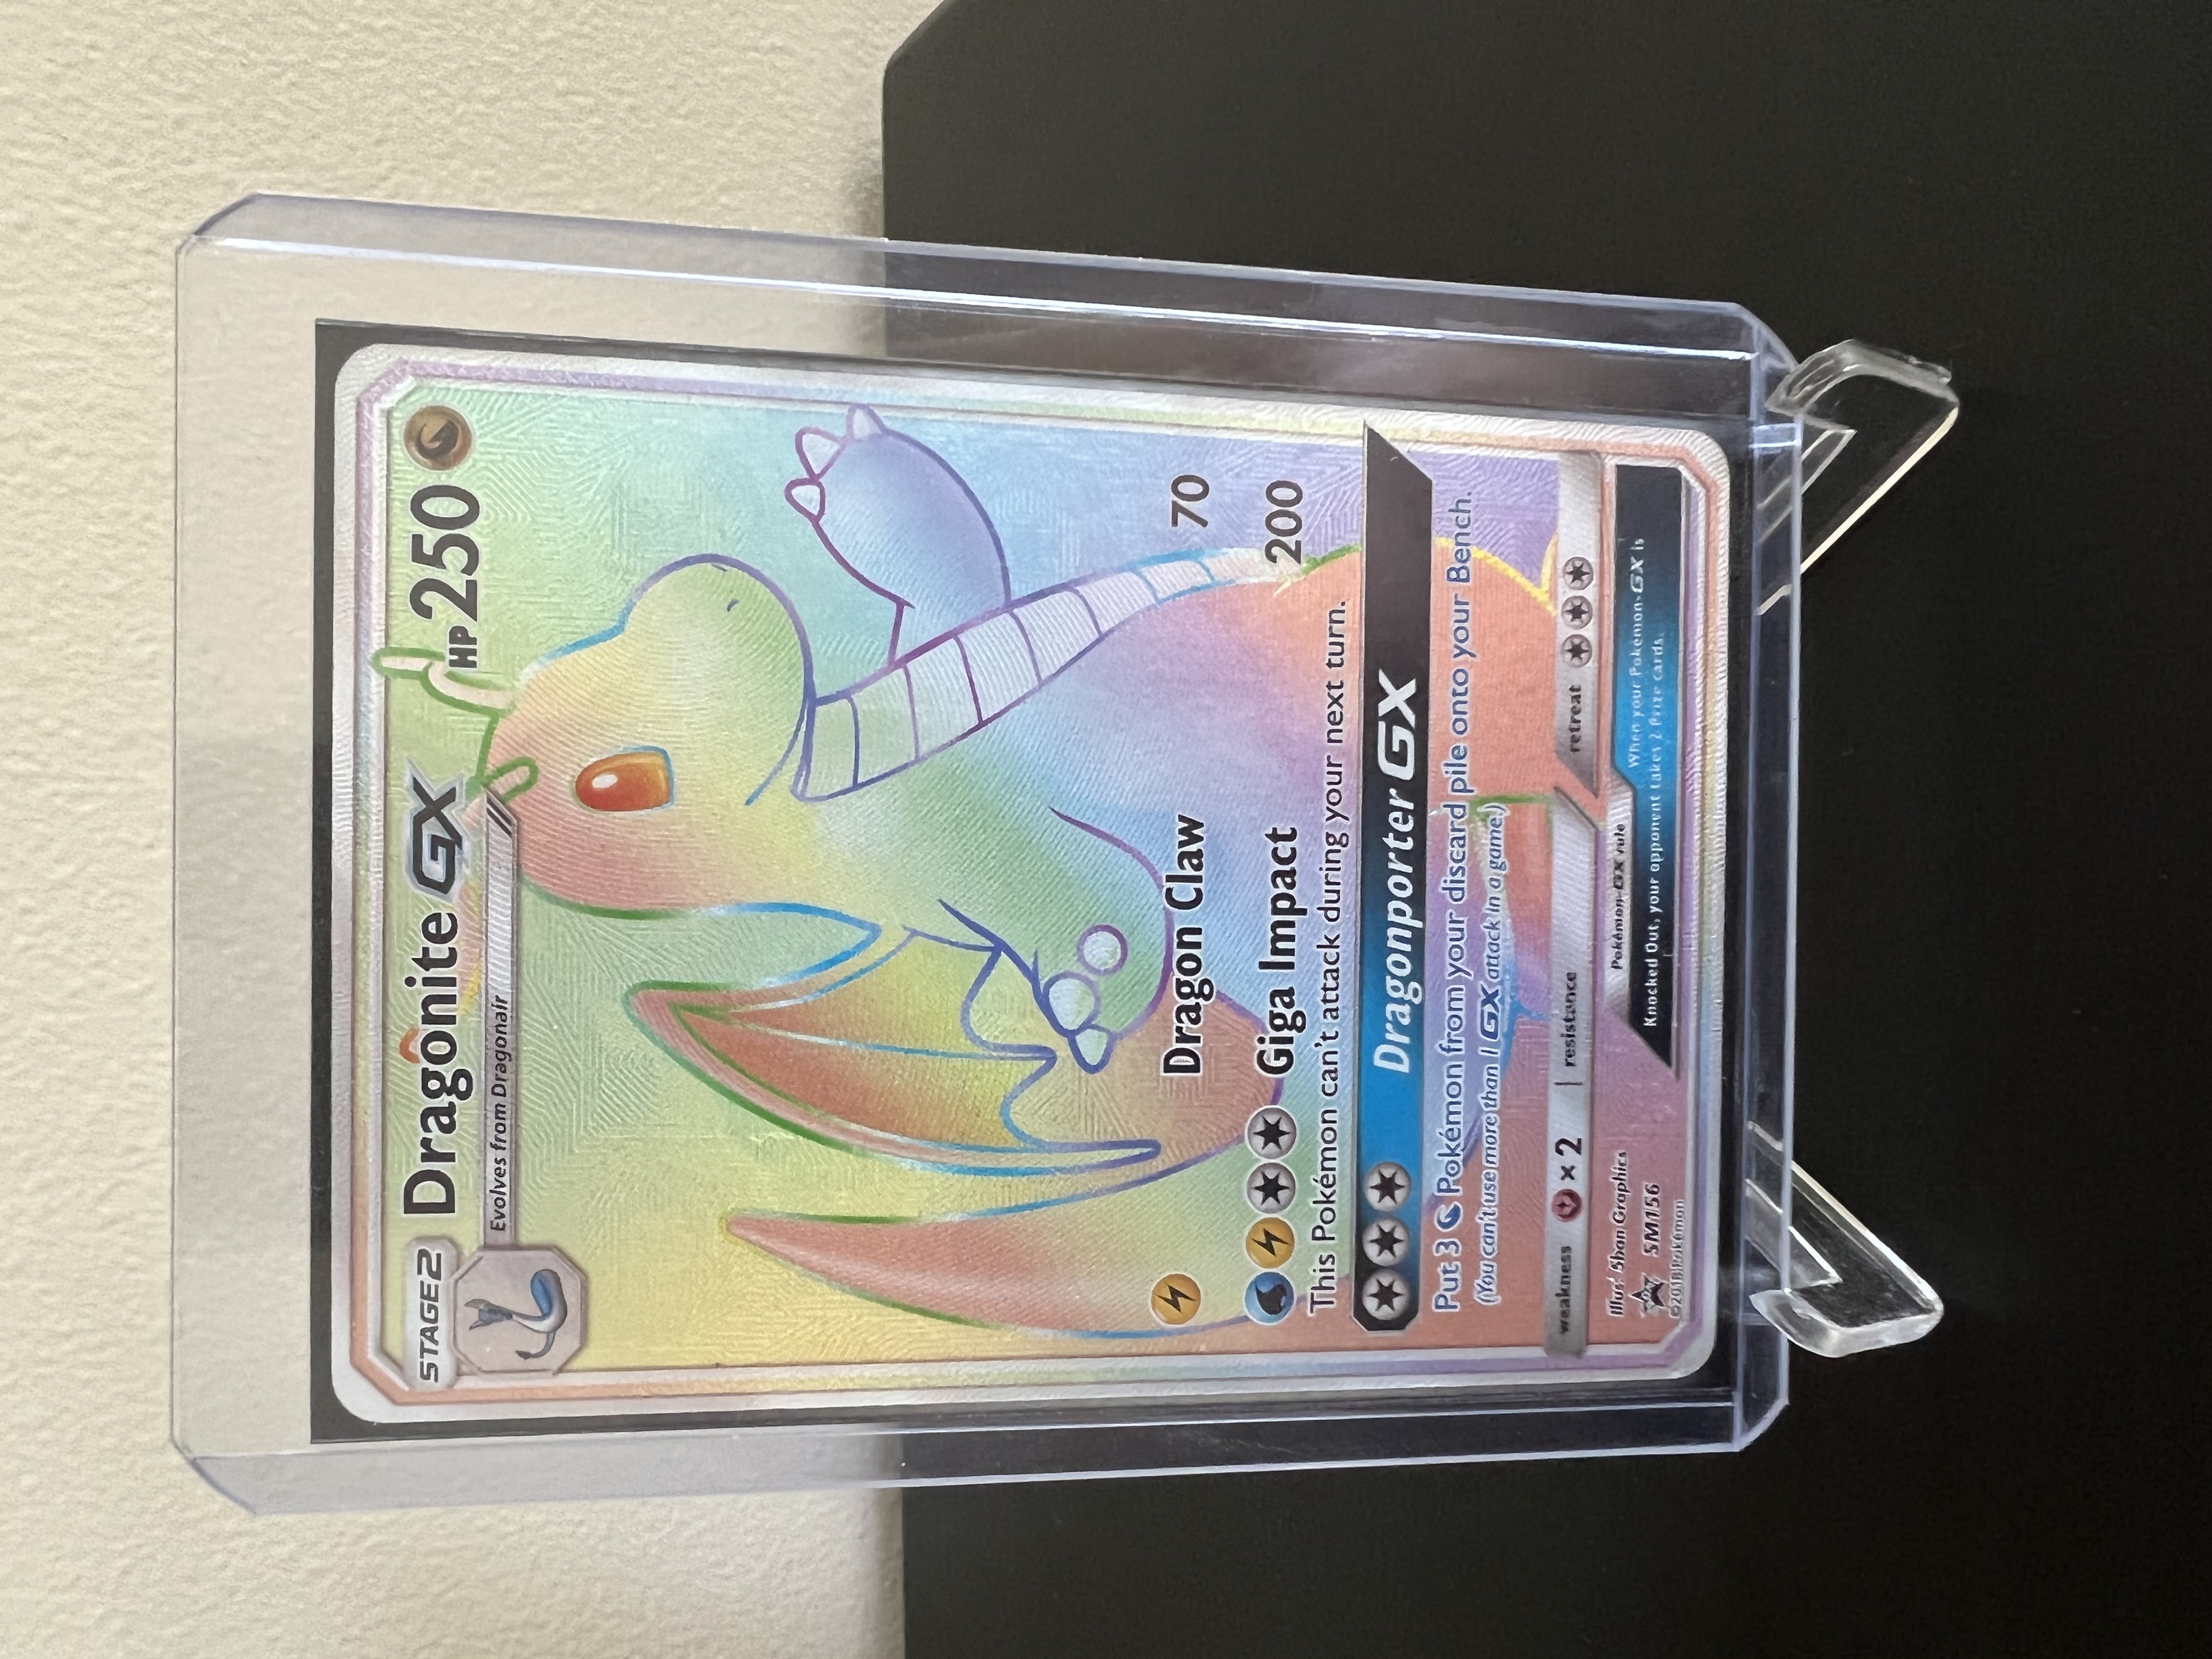 STAGE2
Dragonite GX
HP 250
Evolves from Dragonair
Dragon Claw 70
Giga Impact 200
This Pokémon can't attack during your next turn.
Dragonporter GX
Put 3 Pokémon from your discard pile onto your Bench.
(You can't use more than 1 GX attack in a game.)
weakness × 2 resistance retreat
Illus. 5ban Graphics
Pokémon-GX rule
When your Pokémon-GX is
Knocked Out, your opponent takes 2 Prize cards.
SM156
©2018 Pokémon